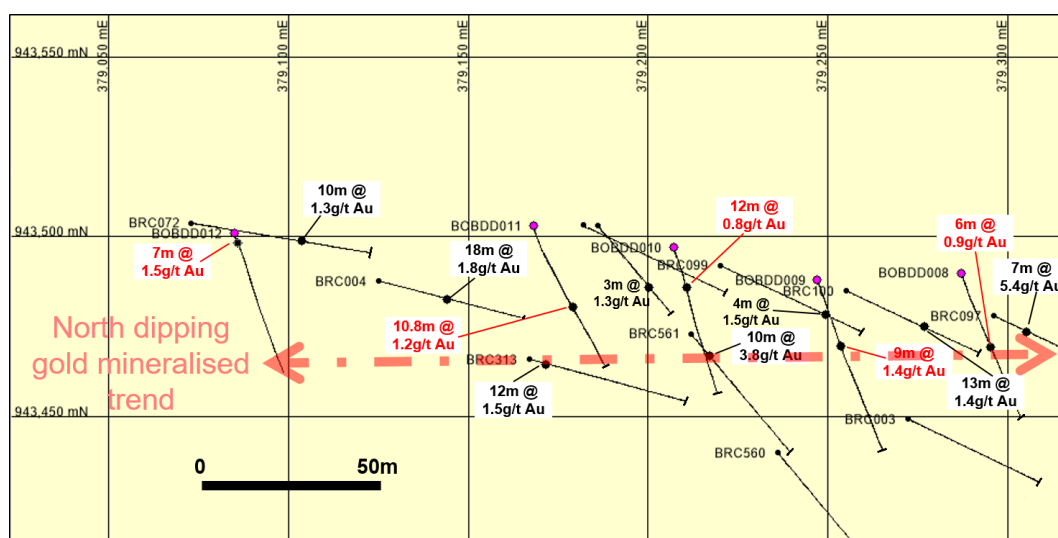 379,050 mE
379,100 mE
379,150 mE
379,200 mE
379,250 mE
379,300 mE
943,550 mN
10m @
1.3g/t Au
BRC072
BOBDD012
943,500 mN
7m @
1.5g/t Au
BRC004
18m @
1.8g/t Au
BOBDD011
10.8m @
1.2g/t Au
BRC313
12m @
1.5g/t Au
BOBDD010
BRC099
12m @
0.8g/t Au
3m @
1.3g/t Au
BRC561
10m @
3.8g/t Au
BOBDD009
BRC100
4m @
1.5g/t Au
9m @
1.4g/t Au
BOBDD008
6m @
0.9g/t Au
BRC097
7m @
5.4g/t Au
13m @
1.4g/t Au
BRC003
BRC560
North dipping
gold mineralised
trend
943,450 mN
0
50m